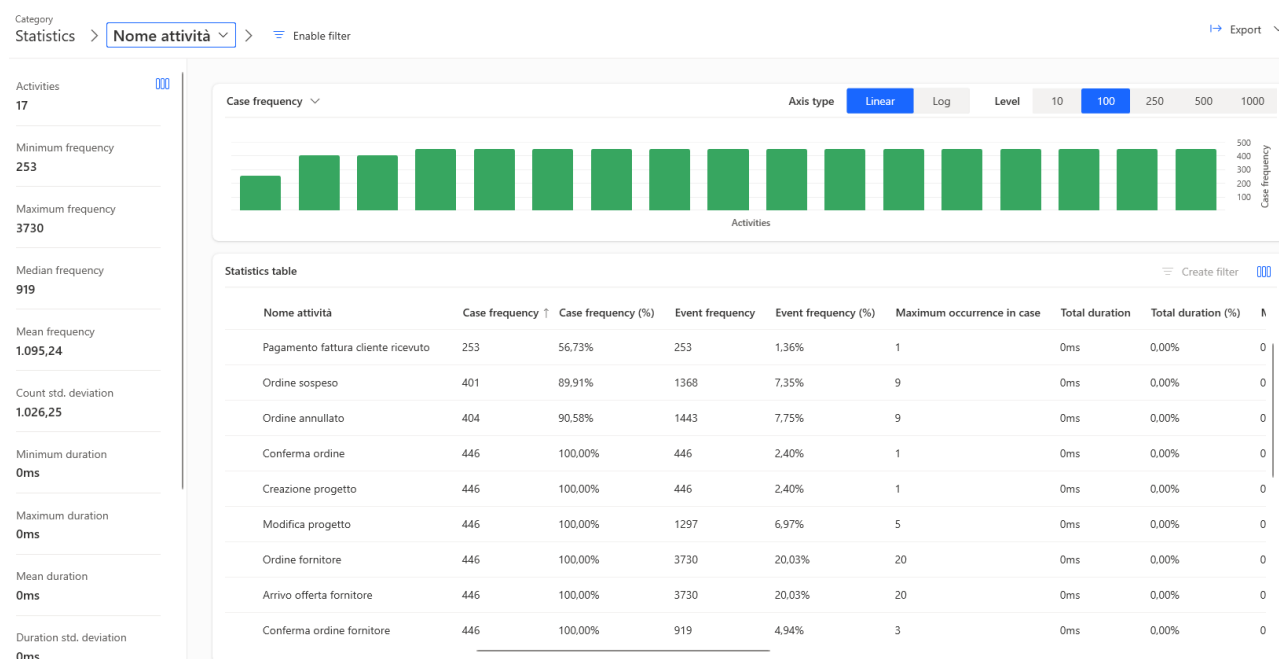 Category
Statistics > Nome attività > Enable filter
Export
Activities
17
Minimum frequency
253
Maximum frequency
3730
Median frequency
919
Mean frequency
1.095,24
Count std. deviation
1.026,25
Minimum duration
0ms
Maximum duration
0ms
Mean duration
0ms
Duration std. deviation
0ms
Case frequency Axis type Linear Log Level 10 100 250 500 1000
500
400
300
200
100
Case frequency
Activities
Statistics table Create filter
Nome attività Case frequency ↑ Case frequency (%) Event frequency Event frequency (%) Maximum occurrence in case Total duration Total duration (%)
Pagamento fattura cliente ricevuto 253 56,73% 253 1,36% 1 0ms 0,00% 0
Ordine sospeso 401 89,91% 1368 7,35% 9 0ms 0,00% 0
Ordine annullato 404 90,58% 1443 7,75% 9 0ms 0,00% 0
Conferma ordine 446 100,00% 446 2,40% 1 0ms 0,00% 0
Creazione progetto 446 100,00% 446 2,40% 1 0ms 0,00% 0
Modifica progetto 446 100,00% 1297 6,97% 5 0ms 0,00% 0
Ordine fornitore 446 100,00% 3730 20,03% 20 0ms 0,00% 0
Arrivo offerta fornitore 446 100,00% 3730 20,03% 20 0ms 0,00% 0
Conferma ordine fornitore 446 100,00% 919 4,94% 3 0ms 0,00% 0